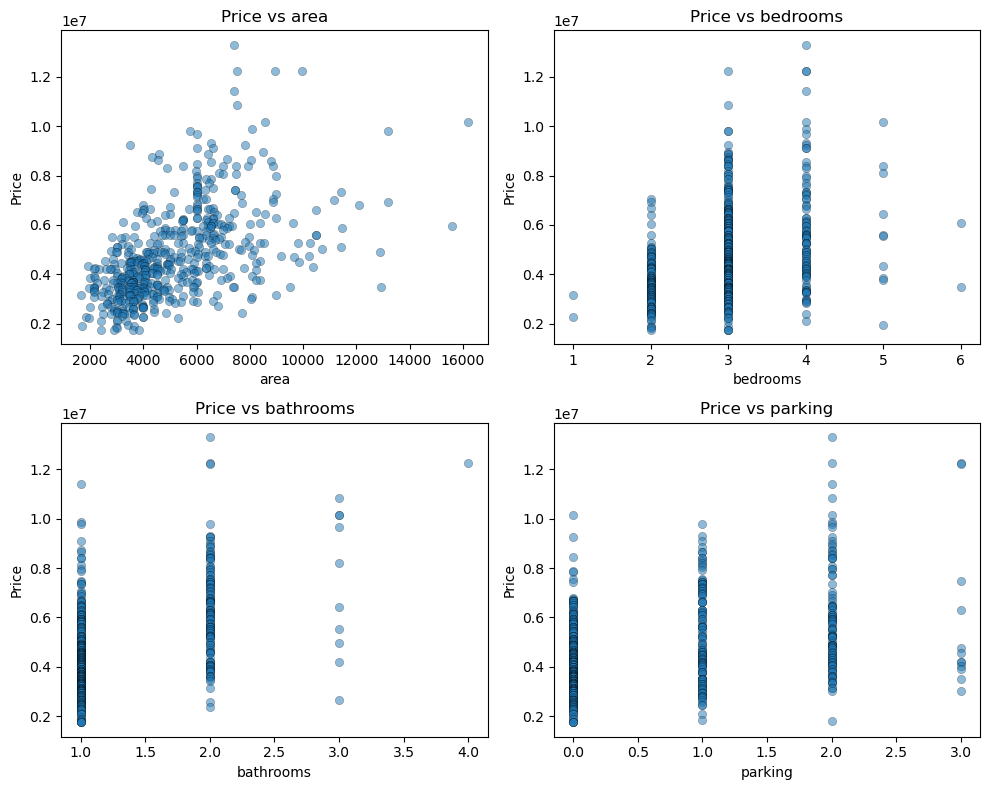 Price vs area
1e7
1.2
1.0
0.8
0.6
0.4
0.2
Price
2000 4000 6000 8000 10000 12000 14000 16000
area
Price vs bedrooms
1e7
1.2
1.0
0.8
0.6
0.4
0.2
Price
1 2 3 4 5 6
bedrooms
Price vs bathrooms
1e7
1.2
1.0
0.8
0.6
0.4
0.2
Price
1.0 1.5 2.0 2.5 3.0 3.5 4.0
bathrooms
Price vs parking
1e7
1.2
1.0
0.8
0.6
0.4
0.2
Price
0.0 0.5 1.0 1.5 2.0 2.5 3.0
parking